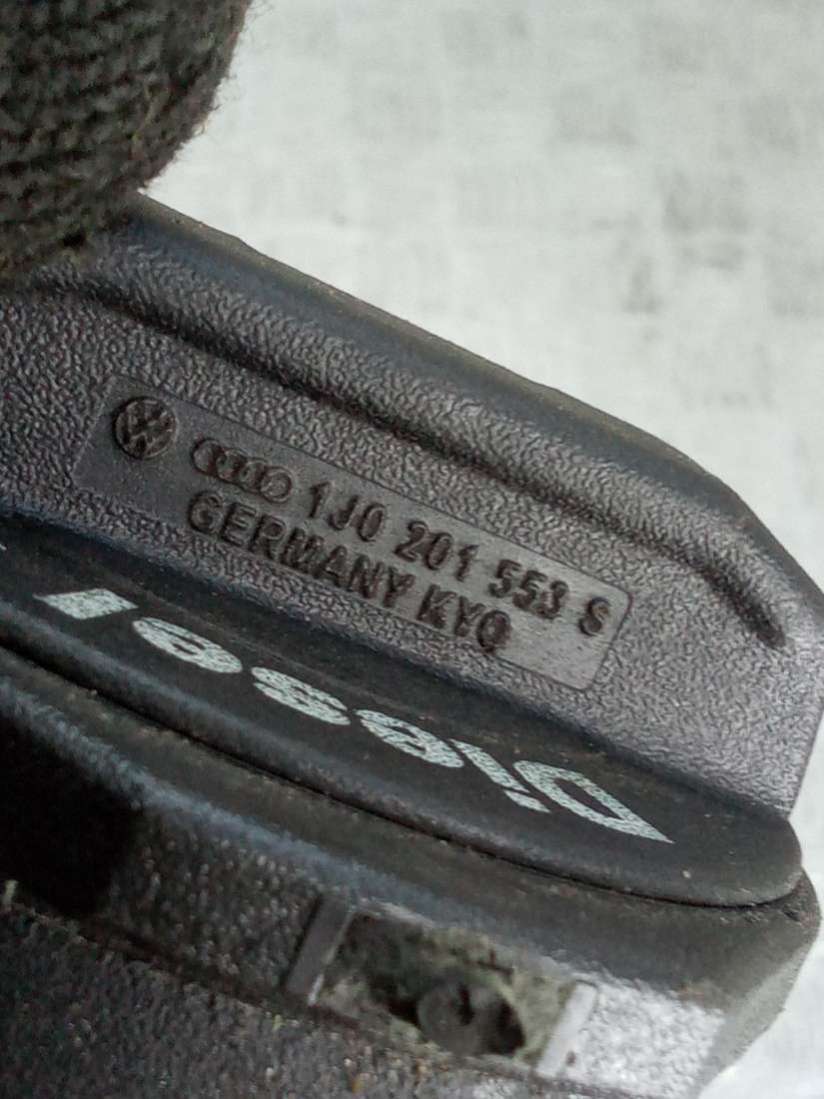 1J0 201 553 S
GERMANY KYQ
Diesel